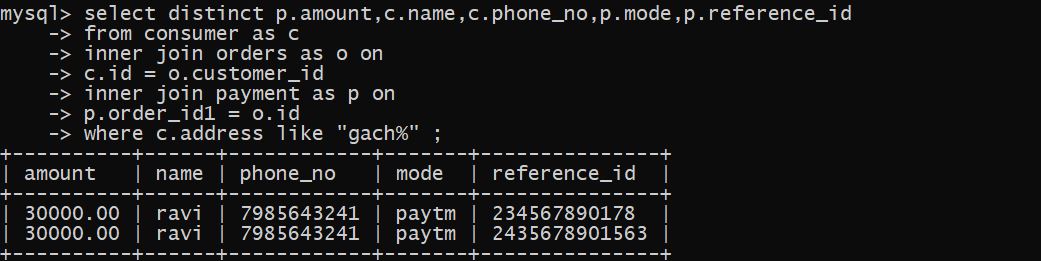 mysql> select distinct p.amount,c.name,c.phone_no,p.mode,p.reference_id
    -> from consumer as c
    -> inner join orders as o on
    -> c.id = o.customer_id
    -> inner join payment as p on
    -> p.order_id1 = o.id
    -> where c.address like "gach%" ;
+----------+------+------------+-------+---------------+
| amount   | name | phone_no   | mode  | reference_id  |
+----------+------+------------+-------+---------------+
| 30000.00 | ravi | 7985643241 | paytm | 234567890178  |
| 30000.00 | ravi | 7985643241 | paytm | 2435678901563 |
+----------+------+------------+-------+---------------+